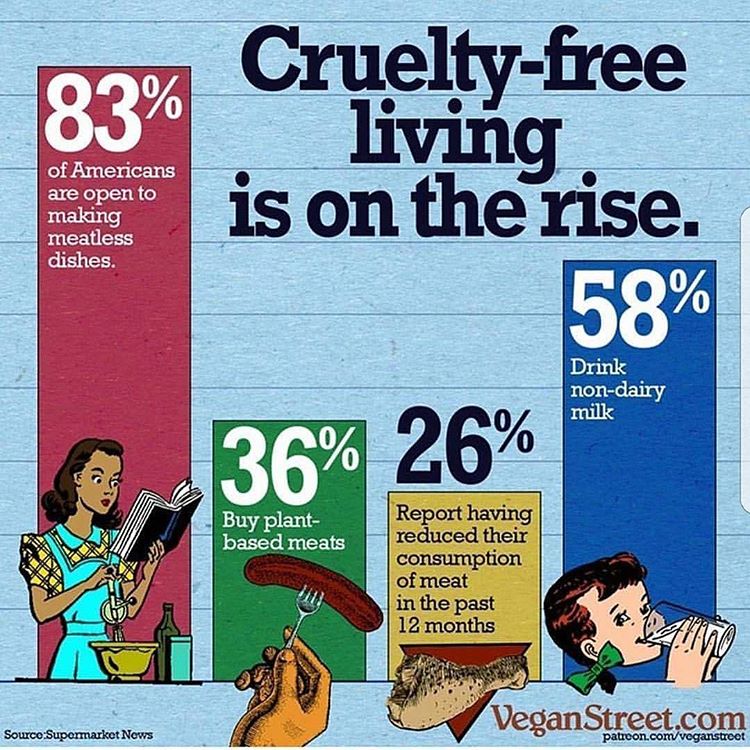 Cruelty-free
living
is on the rise.
83%
of Americans
are open to
making
meatless
dishes.
36%
Buy plant-
based meats
26%
Report having
reduced their
consumption
of meat
in the past
12 months
58%
Drink
non-dairy
milk
Source:Supermarket News
VeganStreet.com
patreon.com/veganstreet